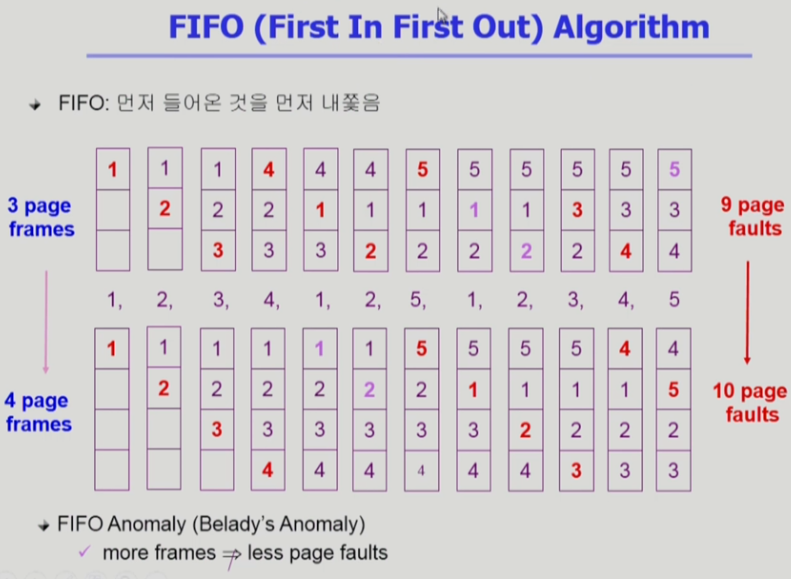 FIFO (First In First Out) Algorithm
FIFO: 먼저 들어온 것을 먼저 내쫓음
1 1 1 4 4 4 5 5 5 5 5 5
2 2 2 1 1 1 1 1 3 3 3
3 3 3 2 2 2 2 2 4 4
3 page
frames
9 page
faults
1, 2, 3, 4, 1, 2, 5, 1, 2, 3, 4, 5
1 1 1 1 1 1 5 5 5 5 4 4
2 2 2 2 2 2 1 1 1 1 5
3 3 3 3 3 3 2 2 2 2
4 4 4 4 4 4 3 3 3
4 page
frames
10 page
faults
FIFO Anomaly (Belady's Anomaly)
more frames ⇏ less page faults